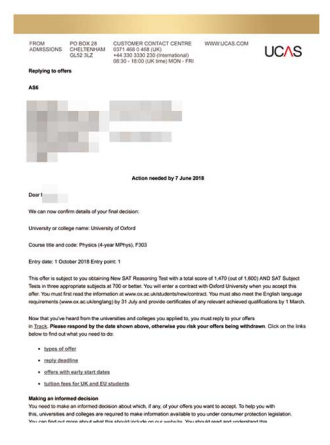 FROM PO BOX 28 CUSTOMER CONTACT CENTRE WWW.UCAS.COM
ADMISSIONS CHELTENHAM 0371 468 0 468 (UK)
GL52 3LZ +44 330 3330 230 (International)
08:30 - 18:00 (UK time) MON - FRI
UCAS
Replying to offers
AS6
Action needed by 7 June 2018
Dear
We can now confirm details of your final decision:
University or college name: University of Oxford
Course title and code: Physics (4-year MPhys), F303
Entry date: 1 October 2018 Entry point: 1
This offer is subject to you obtaining New SAT Reasoning Test with a total score of 1,470 (out of 1,600) AND SAT Subject
Tests in three appropriate subjects at 700 or better. You will enter a contract with Oxford University when you accept this
offer. You must first read the information at www.ox.ac.uk/students/new/contract. You must also meet the English language
requirements (www.ox.ac.uk/englang) by 31 July and provide certificates of any relevant achieved qualifications by 1 March.
Now that you've heard from the universities and colleges you applied to, you must reply to your offers
in Track. Please respond by the date shown above, otherwise you risk your offers being withdrawn. Click on the links
below to find out what you need to do:
• types of offer
• reply deadline
• offers with early start dates
• tuition fees for UK and EU students
Making an informed decision
You need to make an informed decision about which, if any, of your offers you want to accept. To help you with
this, universities and colleges are required to make information available to you under consumer protection legislation.
You can find out more about what this should include on our website. You should read and understand this